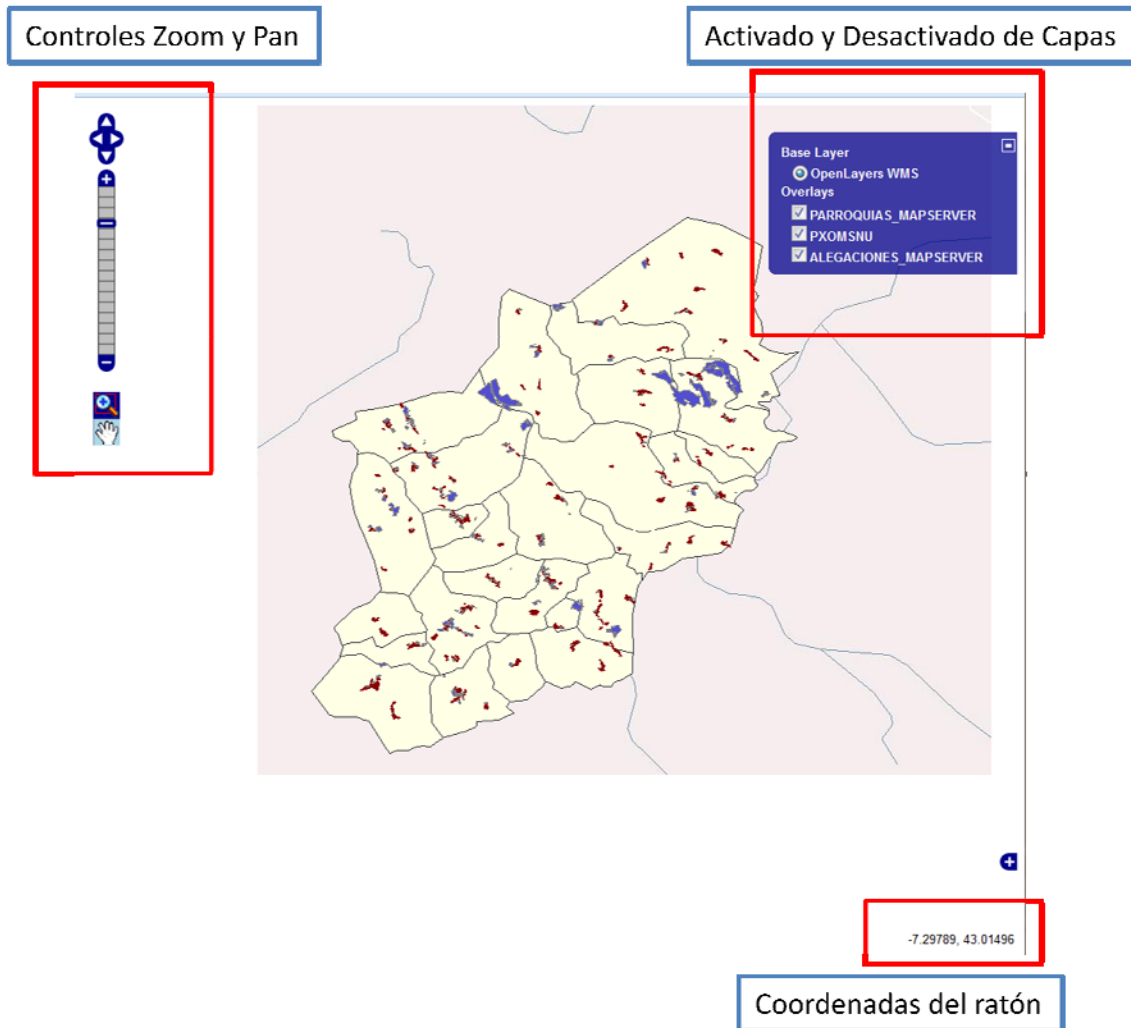 Controles Zoom y Pan
Activado y Desactivado de Capas
Base Layer
OpenLayers WMS
Overlays
PARROQUIAS_MAPSERVER
PXOMSNU
ALEGACIONES_MAPSERVER
-7.29789, 43.01496
Coordenadas del ratón